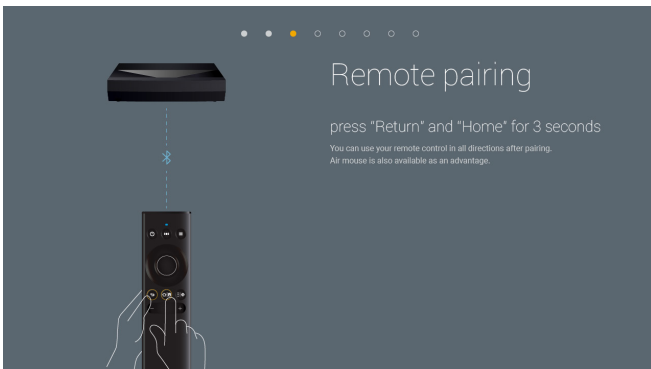 Remote pairing
press "Return" and "Home" for 3 seconds
You can use your remote control in all directions after pairing.
Air mouse is also available as an advantage.